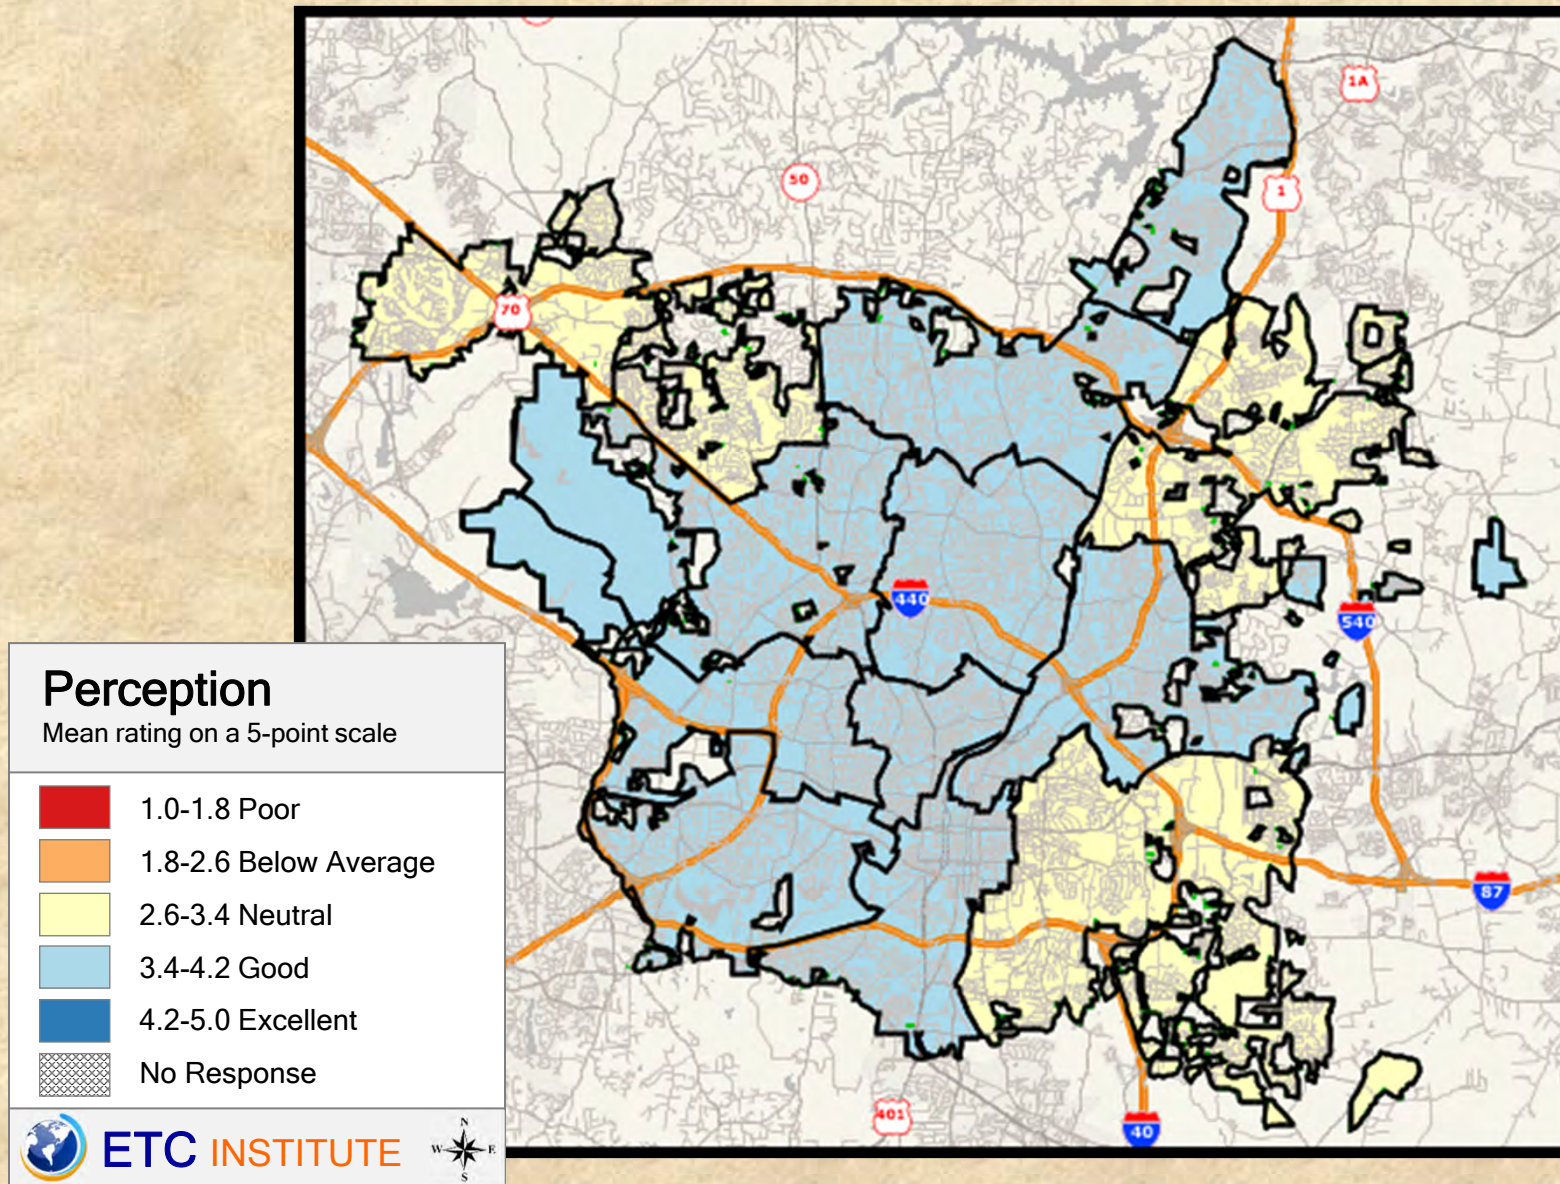 1A
50
1
70
440
540
87
401
40
Perception
Mean rating on a 5-point scale
1.0-1.8 Poor
1.8-2.6 Below Average
2.6-3.4 Neutral
3.4-4.2 Good
4.2-5.0 Excellent
No Response
ETC INSTITUTE
N
W E
S